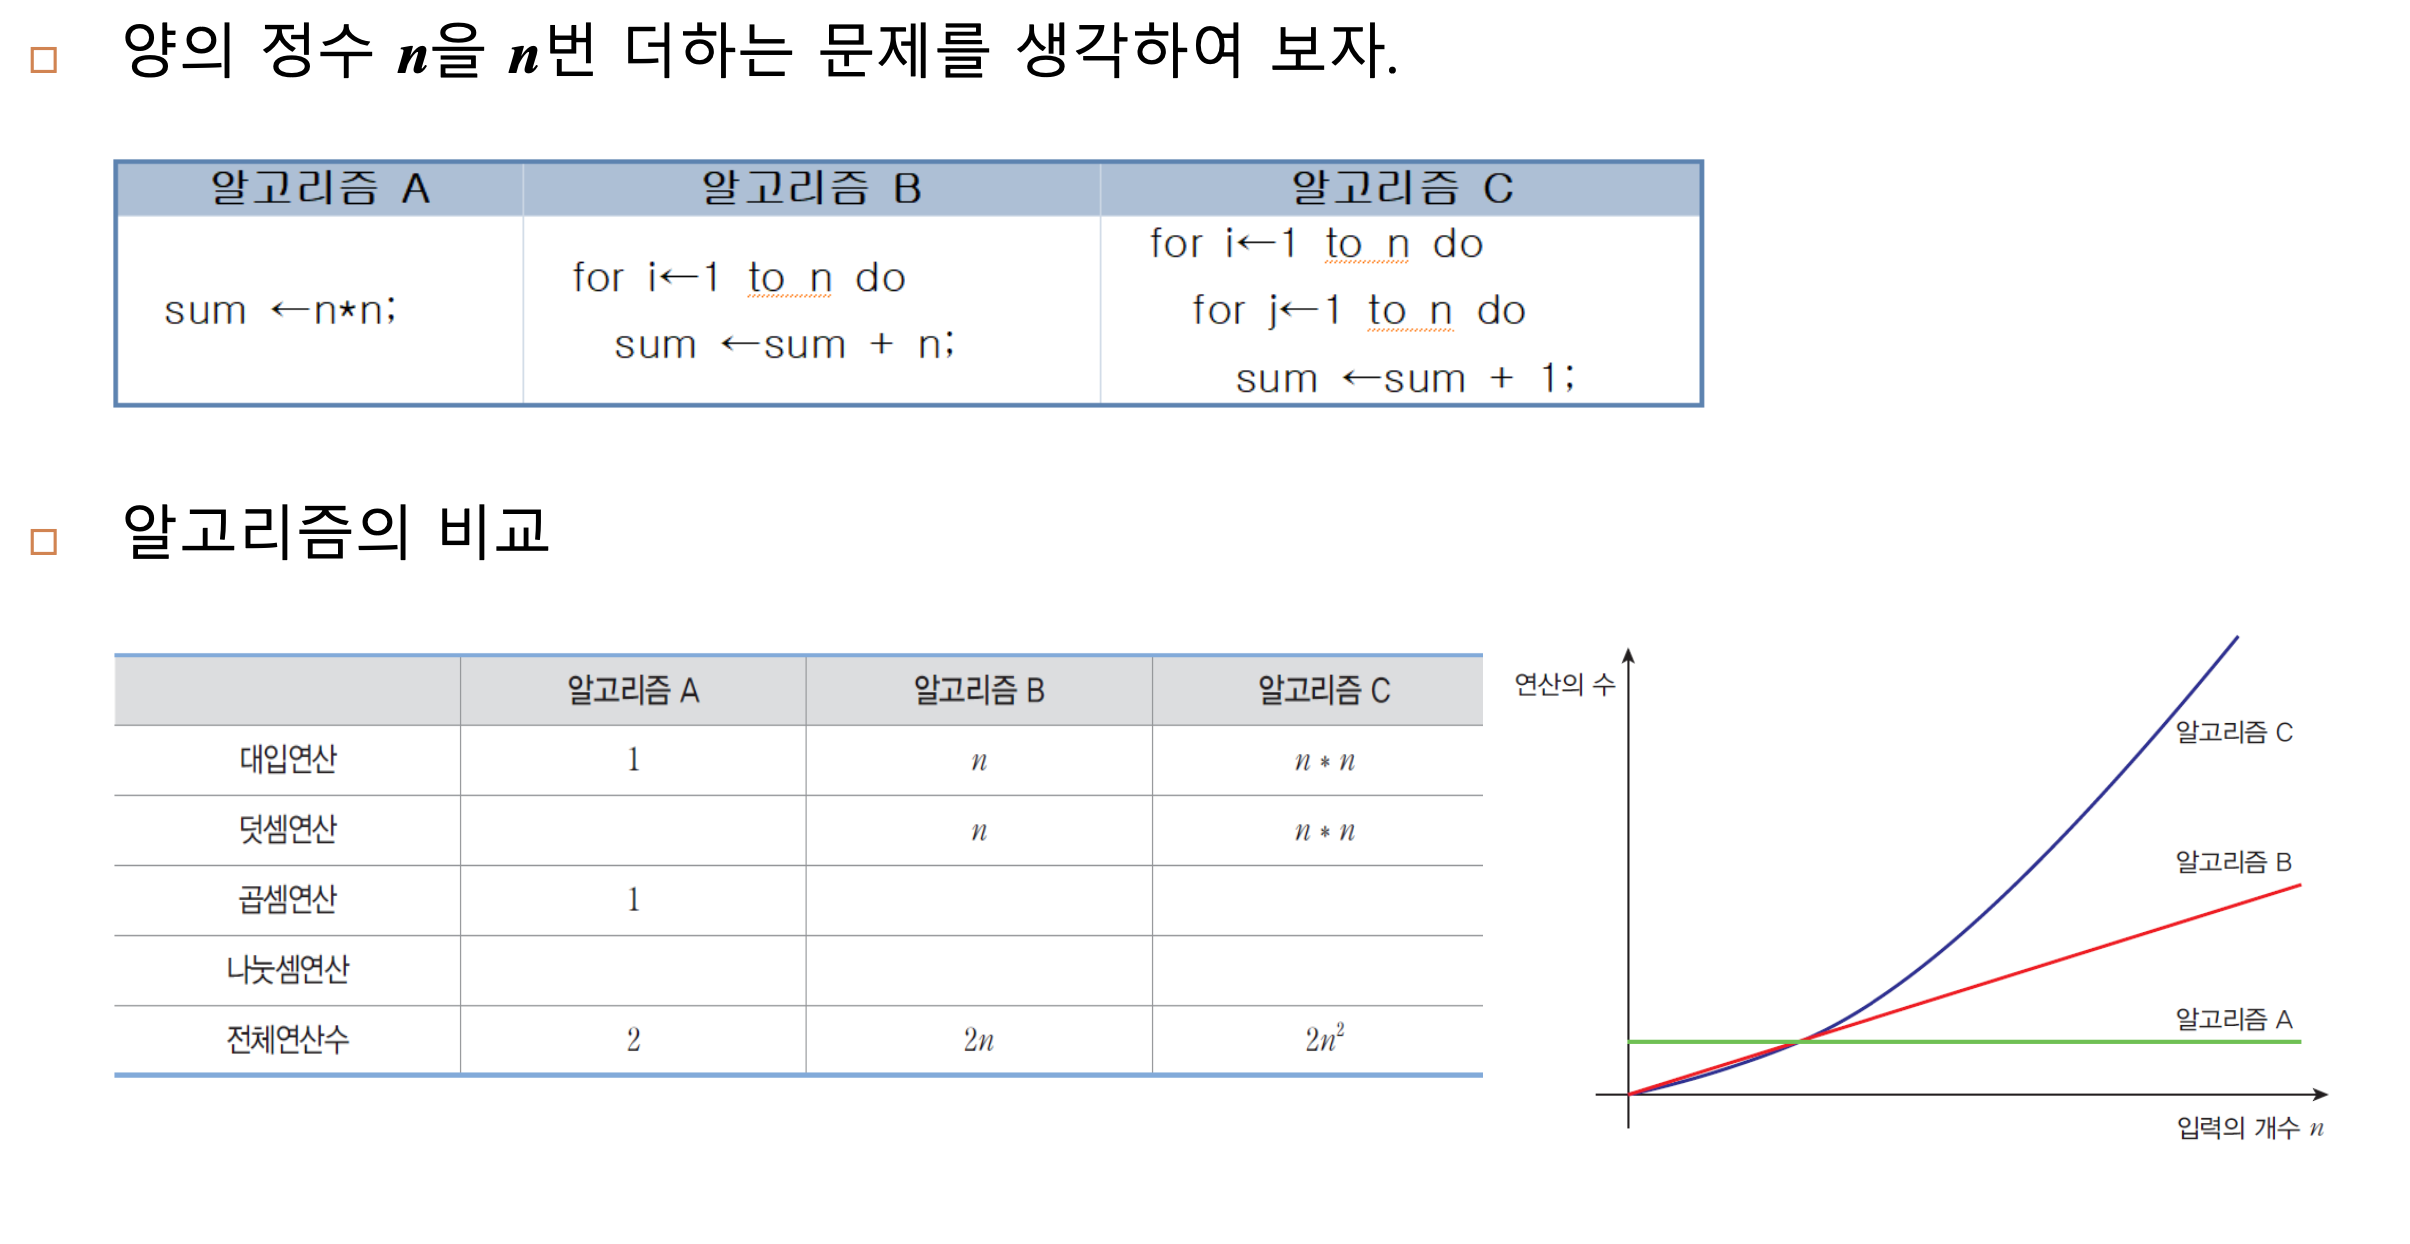 양의 정수 n을 n번 더하는 문제를 생각하여 보자.
알고리즘 A 알고리즘 B 알고리즘 C
sum ←n*n;
for i←1 to n do
sum ←sum + n;
for i←1 to n do
for j←1 to n do
sum ←sum + 1;
알고리즘의 비교
알고리즘 A 알고리즘 B 알고리즘 C
대입연산 1 n n * n
덧셈연산 n n * n
곱셈연산 1
나눗셈연산
전체연산수 2 2n 2n²
연산의 수
알고리즘 C
알고리즘 B
알고리즘 A
입력의 개수 n